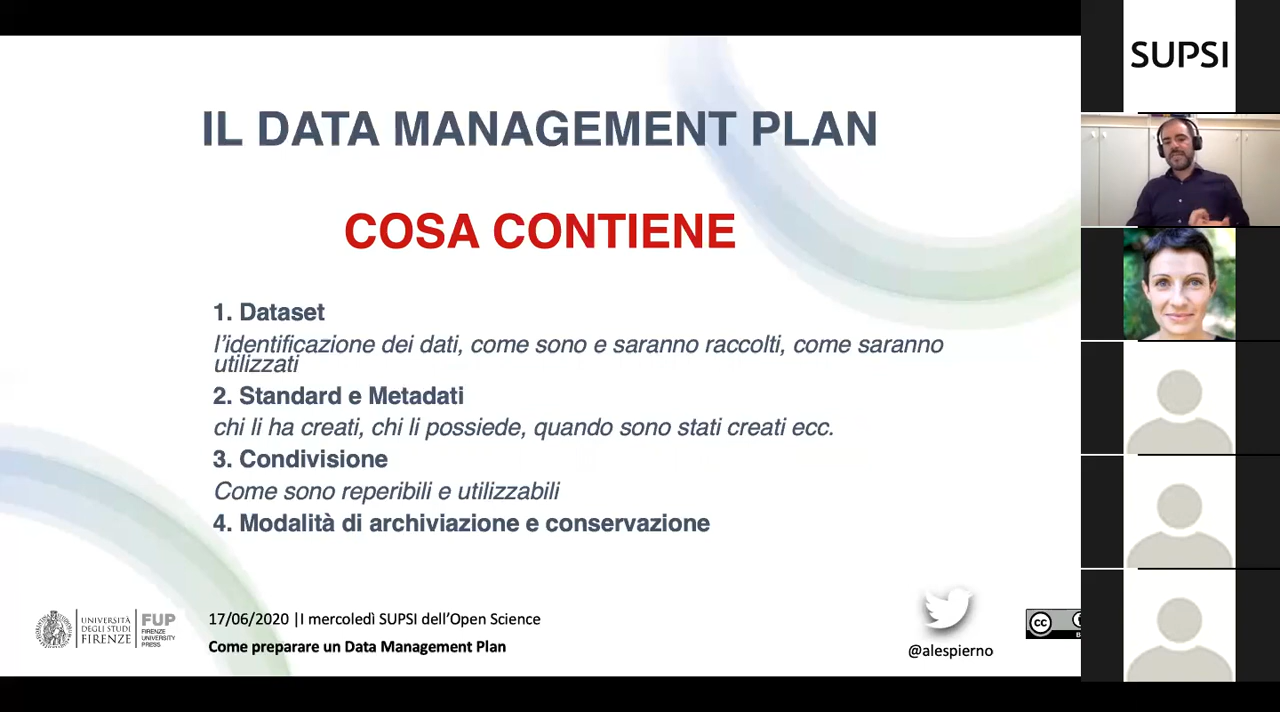 IL DATA MANAGEMENT PLAN
COSA CONTIENE
1. Dataset
l'identificazione dei dati, come sono e saranno raccolti, come saranno
utilizzati
2. Standard e Metadati
chi li ha creati, chi li possiede, quando sono stati creati ecc.
3. Condivisione
Come sono reperibili e utilizzabili
4. Modalità di archiviazione e conservazione
UNIVERSITÀ
DEGLI STUDI
FIRENZE
FUP
FIRENZE
UNIVERSITY
PRESS
17/06/2020 |I mercoledì SUPSI dell'Open Science
Come preparare un Data Management Plan
@alespierno
cc
SUPSI